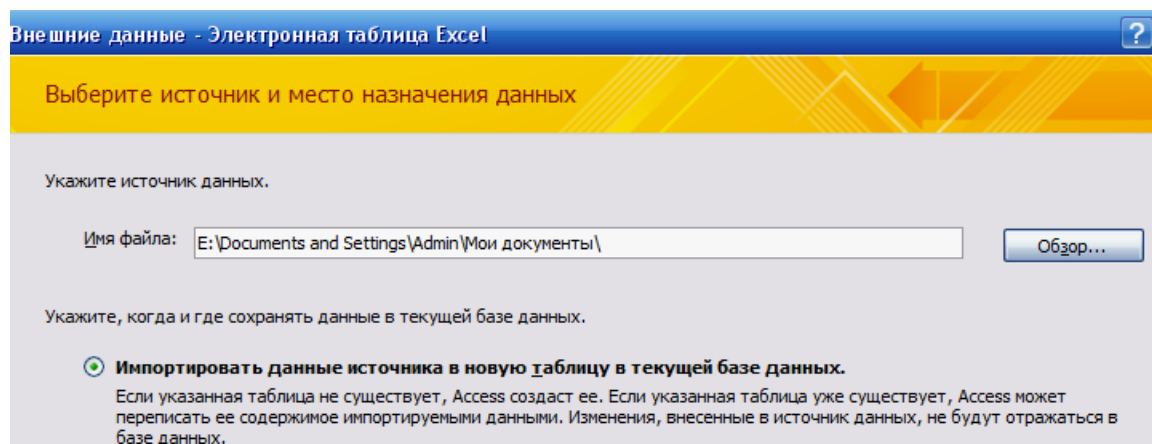 Внешние данные - Электронная таблица Excel ?
Выберите источник и место назначения данных
Укажите источник данных.
Имя файла: E:\Documents and Settings\Admin\Мои документы\ Обзор...
Укажите, когда и где сохранять данные в текущей базе данных.
Импортировать данные источника в новую таблицу в текущей базе данных.
Если указанная таблица не существует, Access создаст ее. Если указанная таблица уже существует, Access может
переписать ее содержимое импортируемыми данными. Изменения, внесенные в источник данных, не будут отражаться в
базе данных.